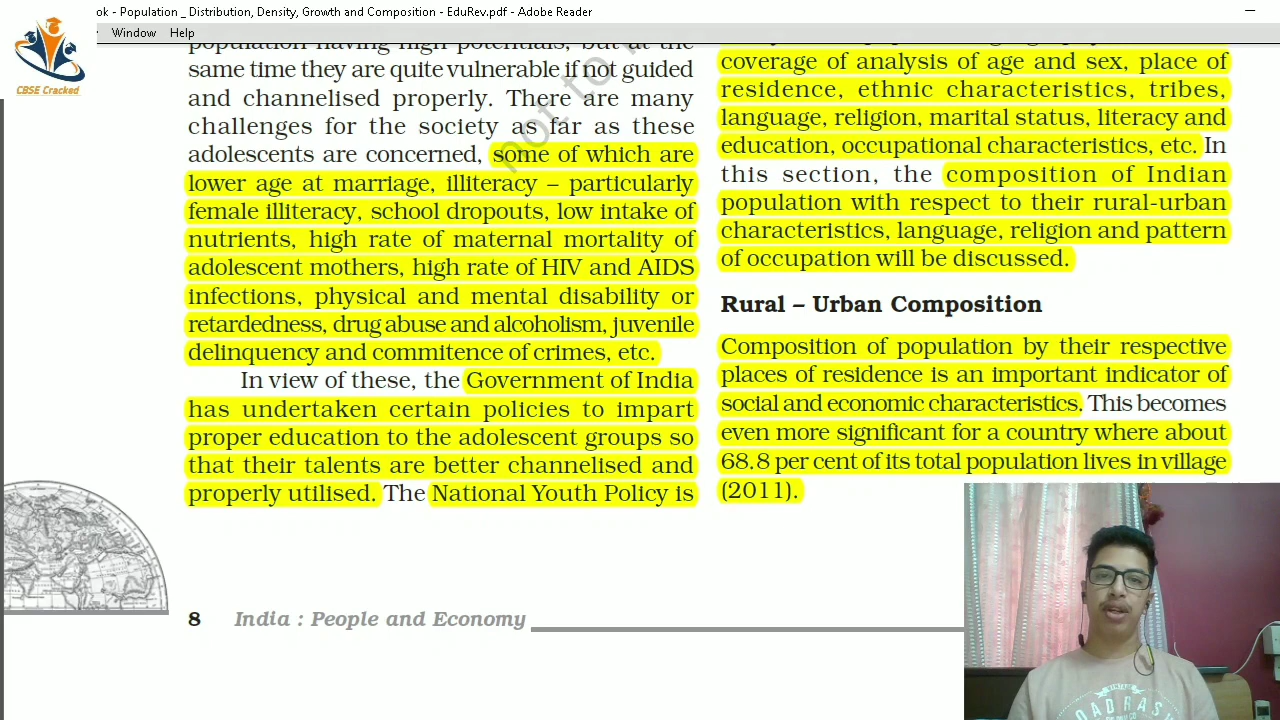 ok - Population _ Distribution, Density, Growth and Composition - EduRev.pdf - Adobe Reader
Window Help
CBSE Cracked
population having high potentials, but at the
same time they are quite vulnerable if not guided
and channelised properly. There are many
challenges for the society as far as these
adolescents are concerned, some of which are
lower age at marriage, illiteracy – particularly
female illiteracy, school dropouts, low intake of
nutrients, high rate of maternal mortality of
adolescent mothers, high rate of HIV and AIDS
infections, physical and mental disability or
retardedness, drug abuse and alcoholism, juvenile
delinquency and commitence of crimes, etc.
In view of these, the Government of India
has undertaken certain policies to impart
proper education to the adolescent groups so
that their talents are better channelised and
properly utilised. The National Youth Policy is
coverage of analysis of age and sex, place of
residence, ethnic characteristics, tribes,
language, religion, marital status, literacy and
education, occupational characteristics, etc. In
this section, the composition of Indian
population with respect to their rural-urban
characteristics, language, religion and pattern
of occupation will be discussed.
Rural – Urban Composition
Composition of population by their respective
places of residence is an important indicator of
social and economic characteristics. This becomes
even more significant for a country where about
68.8 per cent of its total population lives in village
(2011).
not to
8 India : People and Economy